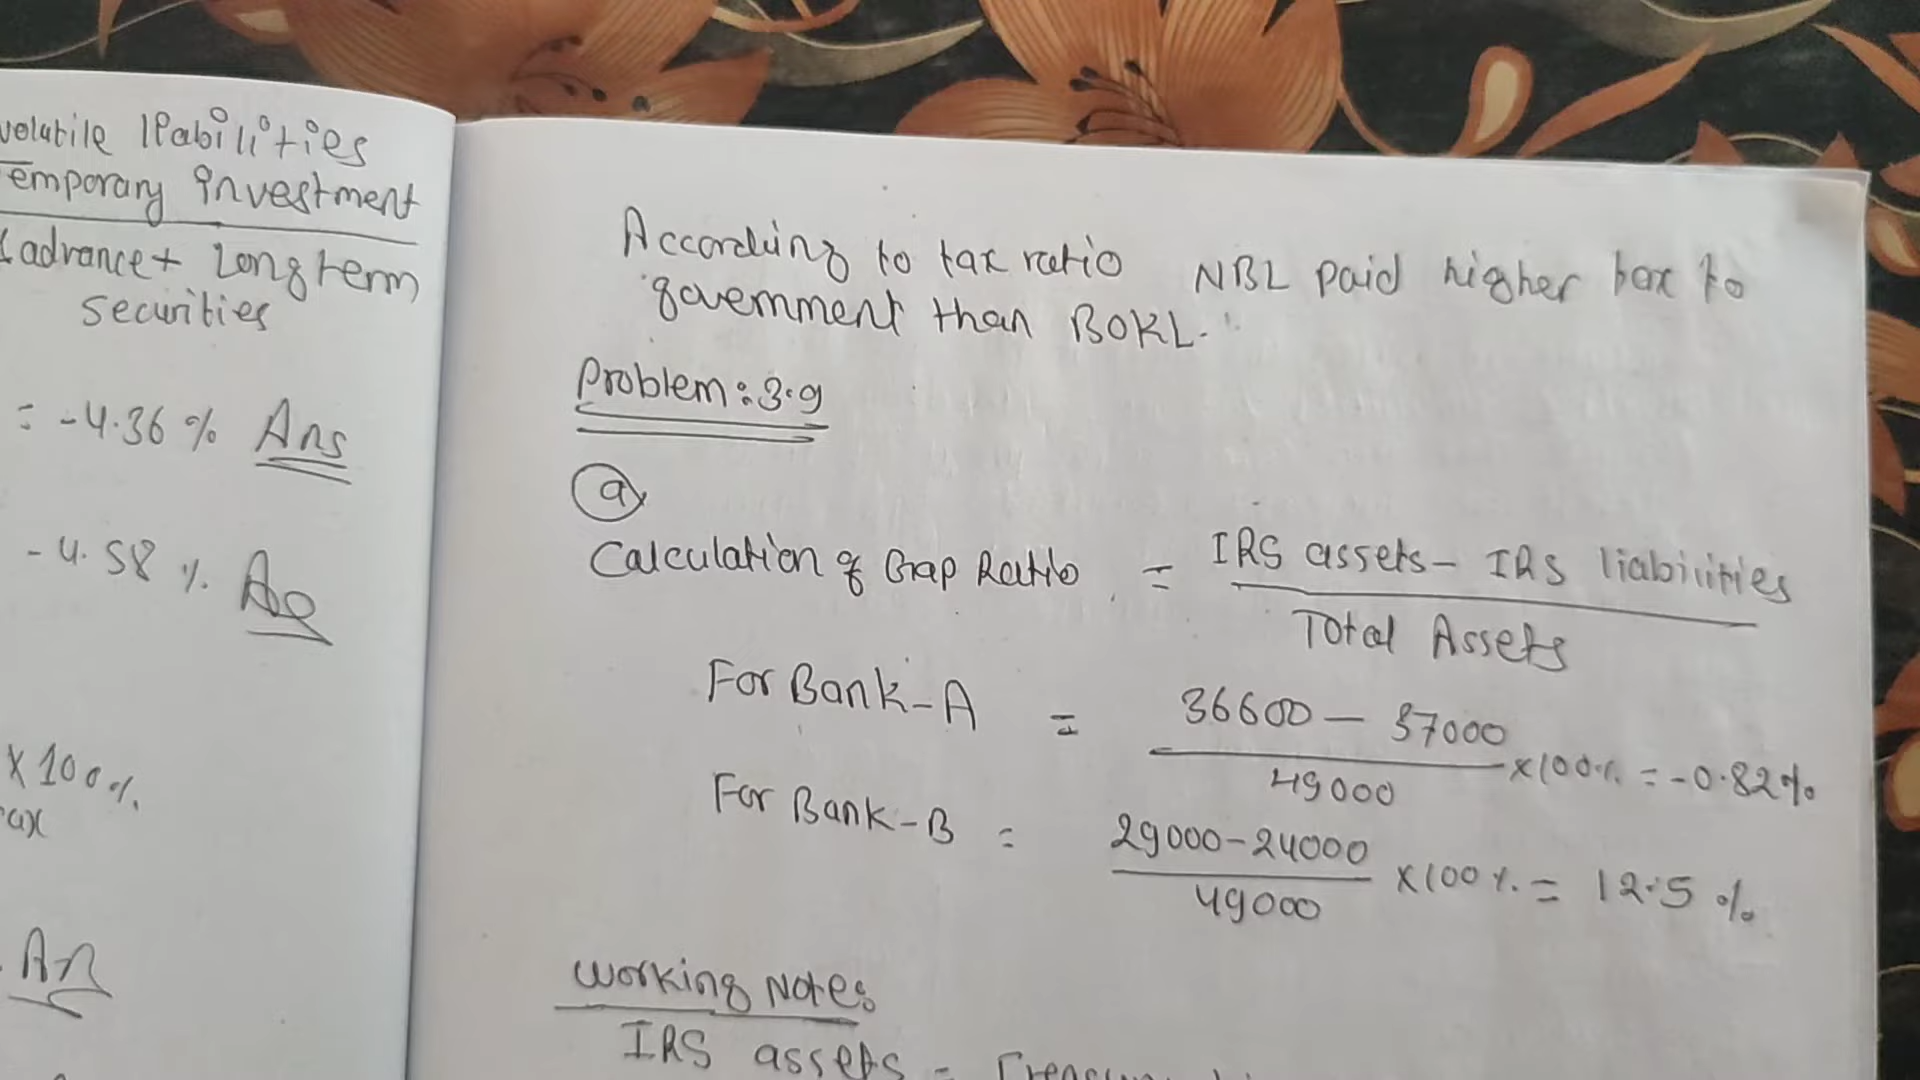 volatile liabilities
Temporary investment
advance + Long term
securities
= -4.36 % Ans
-4.58 %. Ans
X 100%
Ans
According to tax ratio NBL paid higher tax to
government than BOKL.
Problem: 3.9
a
Calculation of Gap Ratio = IRS assets - IRS liabilities
Total Assets
For Bank-A = 36600 - 37000
49000
x100%. = -0.82%
For Bank-B = 29000-24000
49000
X100%. = 12.5 %
Working Notes
IRS assets =